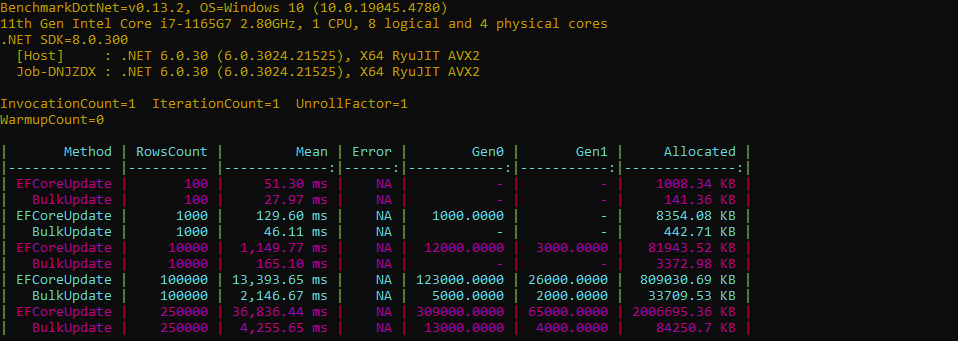 BenchmarkDotNet=v0.13.2, OS=Windows 10 (10.0.19045.4780)
11th Gen Intel Core i7-1165G7 2.80GHz, 1 CPU, 8 logical and 4 physical cores
.NET SDK=8.0.300
  [Host]     : .NET 6.0.30 (6.0.3024.21525), X64 RyuJIT AVX2
  Job-DNJZDX : .NET 6.0.30 (6.0.3024.21525), X64 RyuJIT AVX2
InvocationCount=1  IterationCount=1  UnrollFactor=1
WarmupCount=0
|       Method | RowsCount |         Mean | Error |       Gen0 |      Gen1 |     Allocated |
|------------- |---------- |-------------:|------:|-----------:|----------:|--------------:|
| EFCoreUpdate |       100 |     51.30 ms |    NA |          - |         - |    1008.34 KB |
|   BulkUpdate |       100 |     27.97 ms |    NA |          - |         - |     141.36 KB |
| EFCoreUpdate |      1000 |    129.60 ms |    NA |  1000.0000 |         - |    8354.08 KB |
|   BulkUpdate |      1000 |     46.11 ms |    NA |          - |         - |     442.71 KB |
| EFCoreUpdate |     10000 |  1,149.77 ms |    NA | 12000.0000 | 3000.0000 |   81943.52 KB |
|   BulkUpdate |     10000 |    165.10 ms |    NA |          - |         - |    3372.98 KB |
| EFCoreUpdate |    100000 | 13,393.65 ms |    NA | 123000.0000 | 26000.0000 |  809030.69 KB |
|   BulkUpdate |    100000 |  2,146.67 ms |    NA |  5000.0000 | 2000.0000 |   33709.53 KB |
| EFCoreUpdate |    250000 | 36,836.44 ms |    NA | 309000.0000 | 65000.0000 | 2006695.36 KB |
|   BulkUpdate |    250000 |  4,255.65 ms |    NA | 13000.0000 | 4000.0000 |    84250.7 KB |